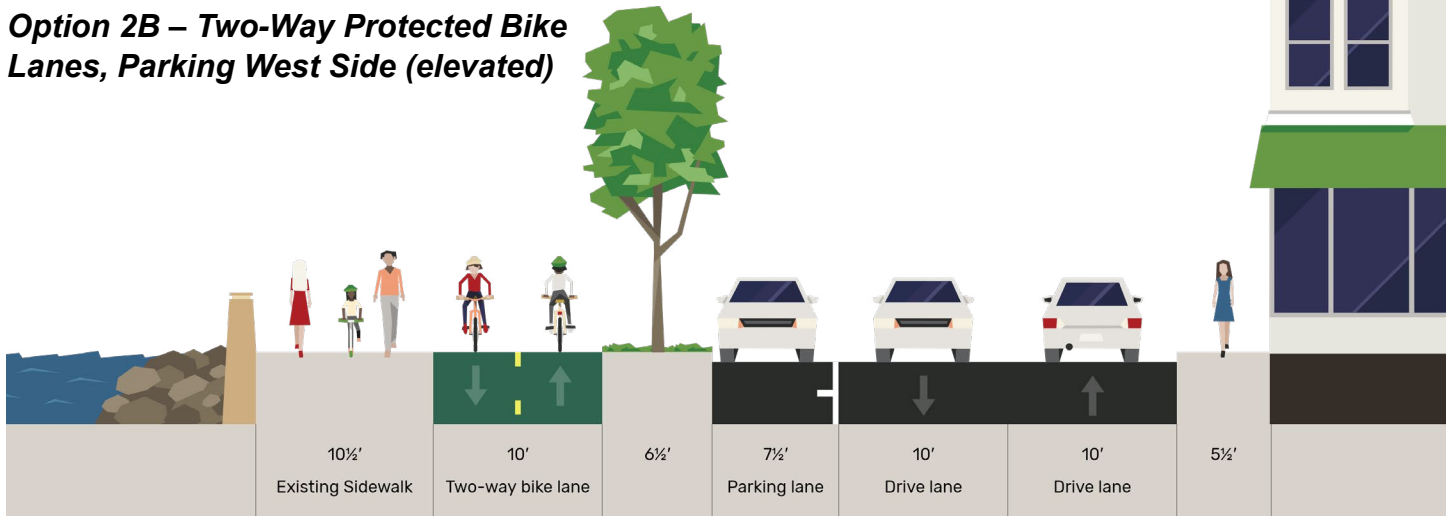 Option 2B – Two-Way Protected Bike
Lanes, Parking West Side (elevated)
10½′
Existing Sidewalk
10′
Two-way bike lane
6½′
7½′
Parking lane
10′
Drive lane
10′
Drive lane
5½′